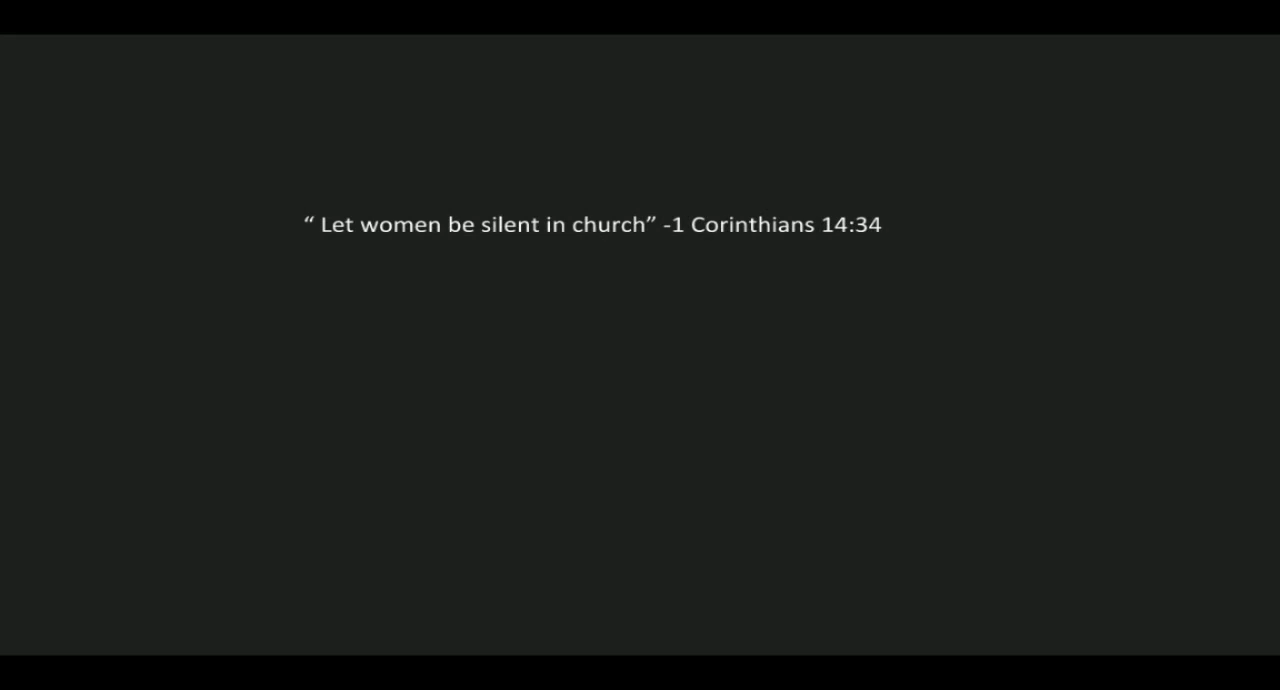 “ Let women be silent in church” -1 Corinthians 14:34